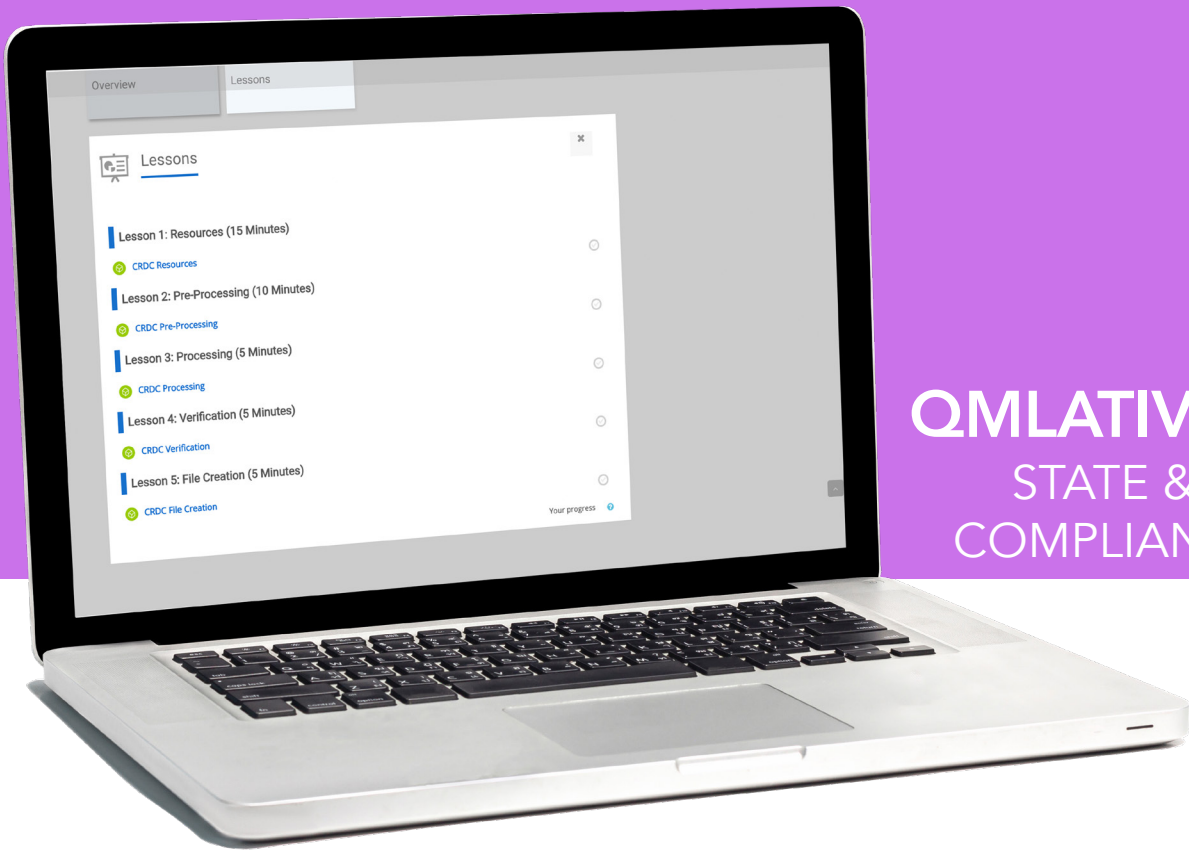 Overview
Lessons
Lessons
Lesson 1: Resources (15 Minutes)
CRDC Resources
Lesson 2: Pre-Processing (10 Minutes)
CRDC Pre-Processing
Lesson 3: Processing (5 Minutes)
CRDC Processing
Lesson 4: Verification (5 Minutes)
CRDC Verification
Lesson 5: File Creation (5 Minutes)
CRDC File Creation
Your progress
QMLATIV
STATE &
COMPLIAN